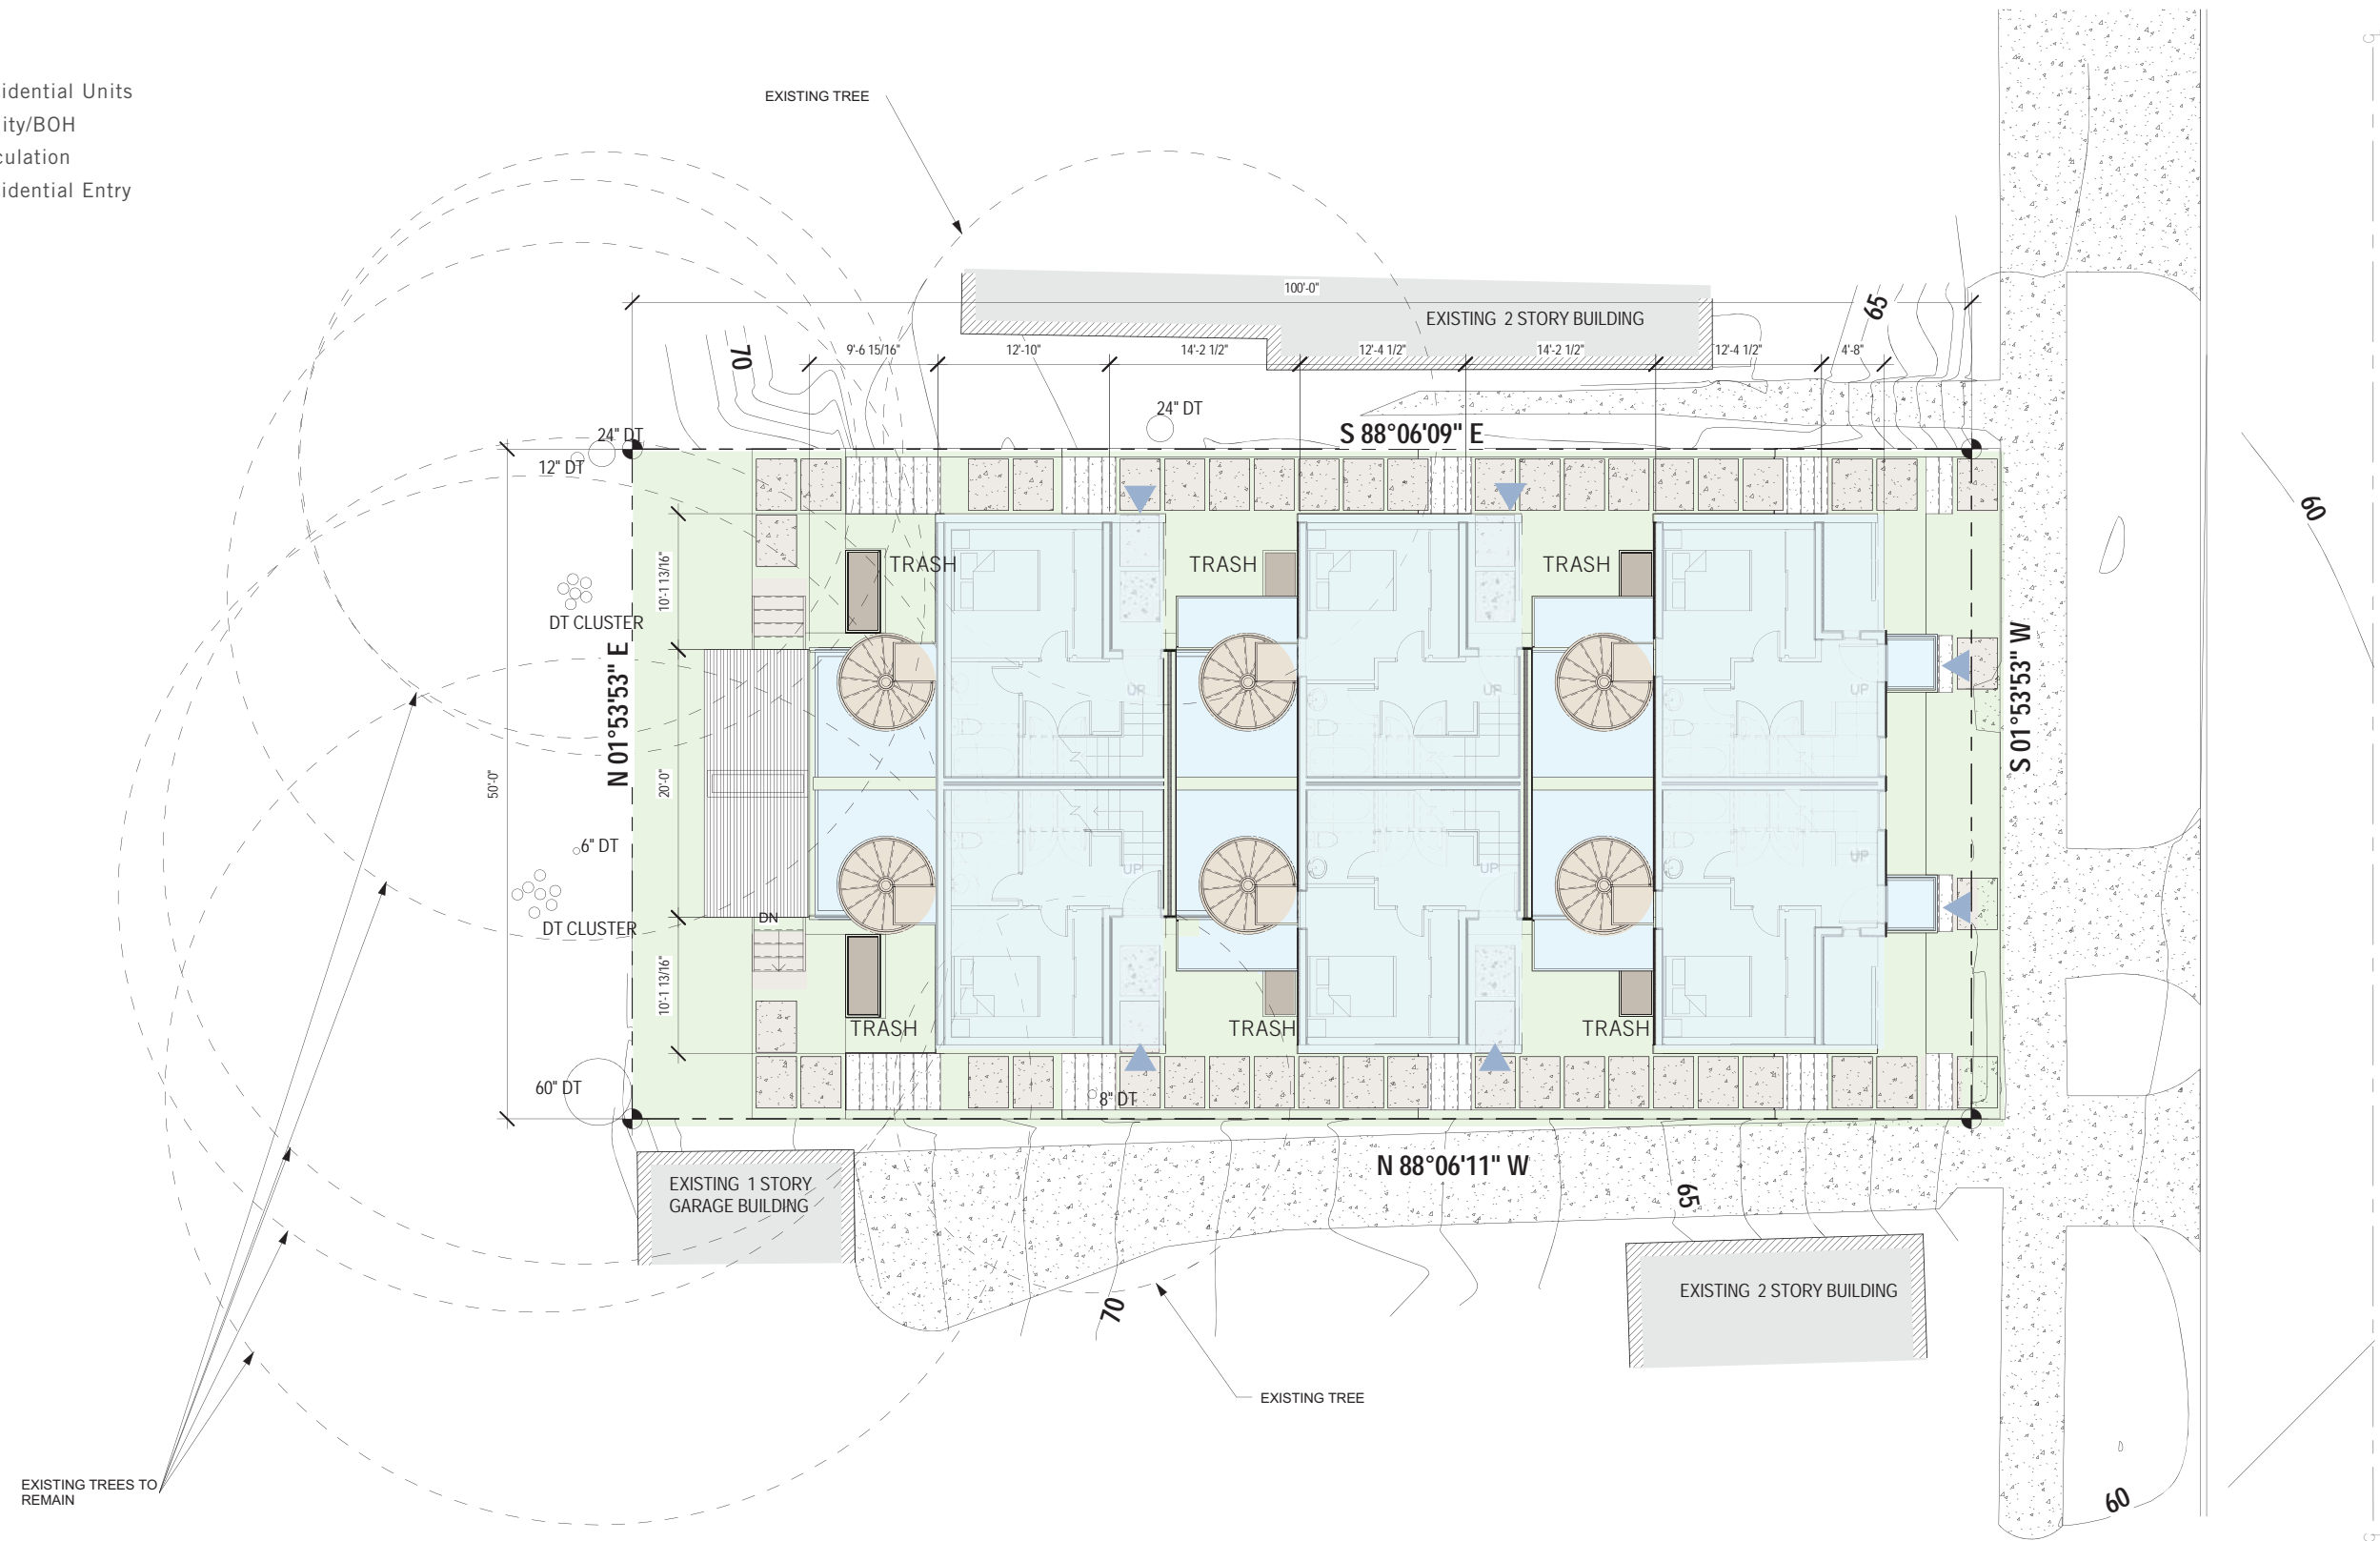 idential Units
ity/BOH
culation
idential Entry
EXISTING TREE
100'-0"
EXISTING 2 STORY BUILDING
65
70
9'-6 15/16"
12'-10"
14'-2 1/2"
12'-4 1/2"
14'-2 1/2"
12'-4 1/2"
4'-8"
24" DT
24" DT
12" DT
S 88°06'09" E
60
TRASH
TRASH
TRASH
10'-1 13/16"
DT CLUSTER
N 01°53'53" E
S 01°53'53" W
UP
UP
UP
50'-0"
20'-0"
6" DT
UP
UP
UP
DN
DT CLUSTER
10'-1 13/16"
TRASH
TRASH
TRASH
60" DT
8" DT
N 88°06'11" W
EXISTING 1 STORY
GARAGE BUILDING
65
70
EXISTING 2 STORY BUILDING
EXISTING TREE
EXISTING TREES TO
REMAIN
60